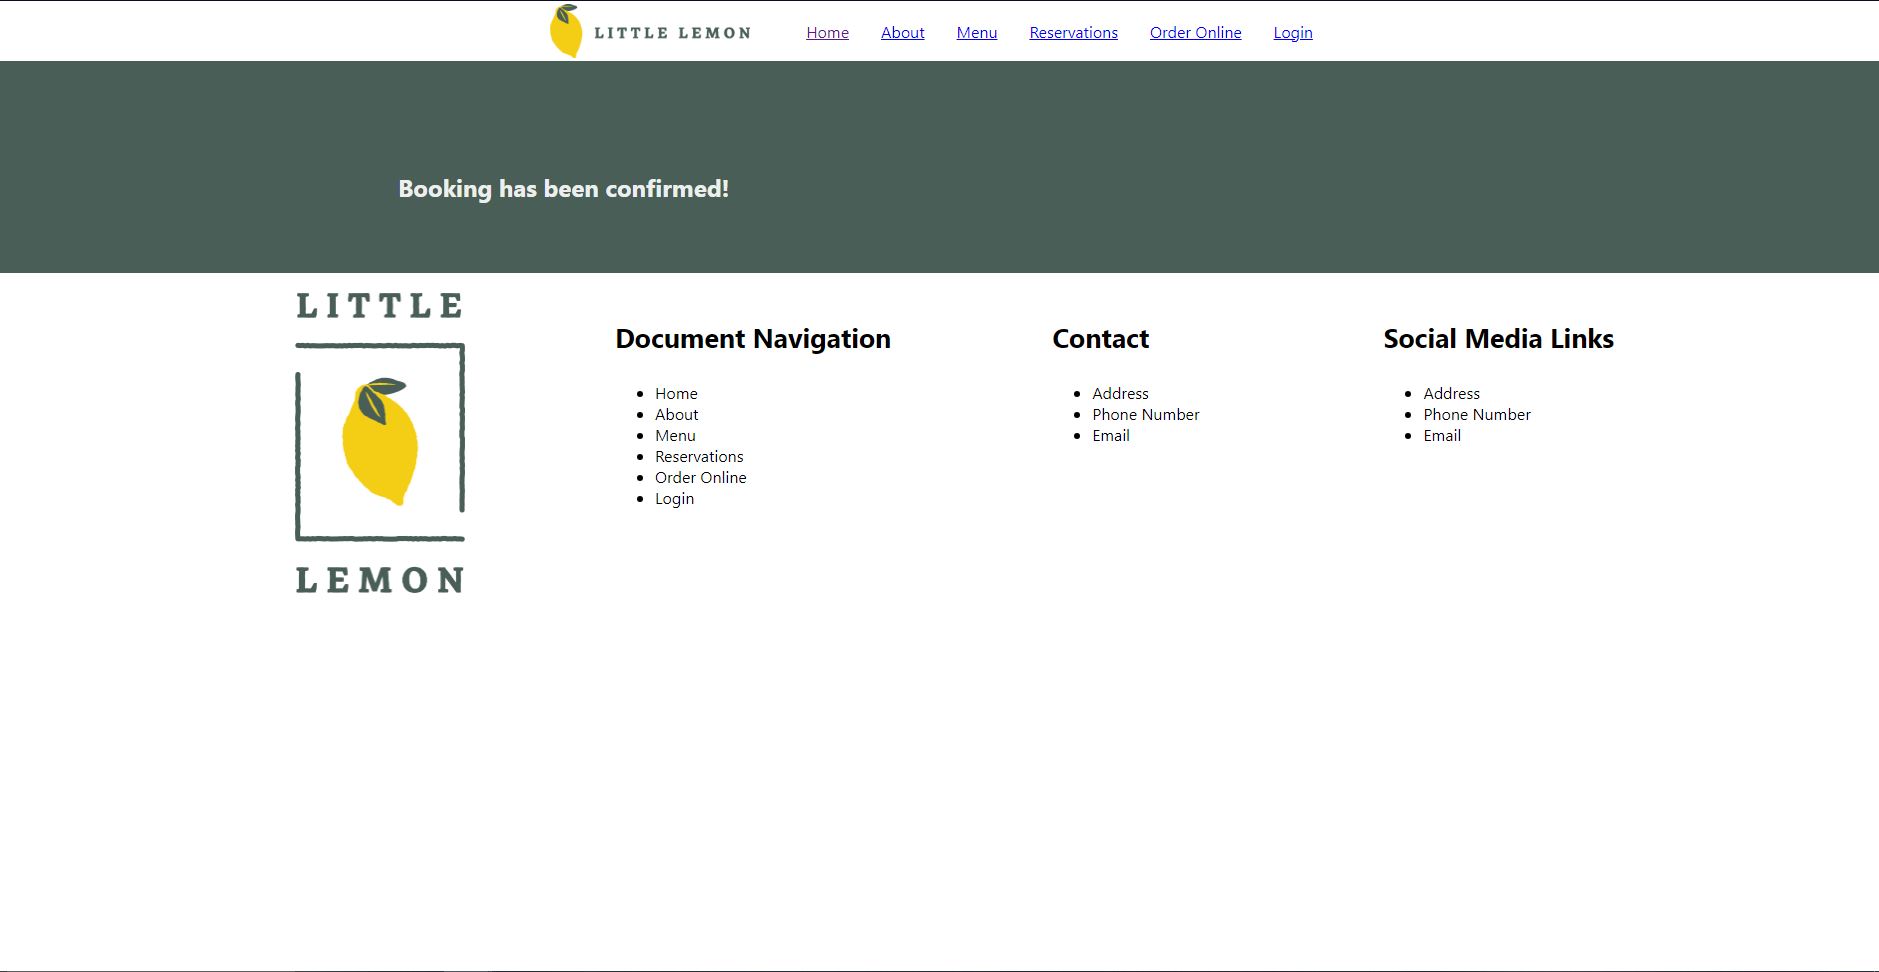 LITTLE LEMON
Home About Menu Reservations Order Online Login
Booking has been confirmed!
LITTLE
LEMON
Document Navigation
Home
About
Menu
Reservations
Order Online
Login
Contact
Address
Phone Number
Email
Social Media Links
Address
Phone Number
Email